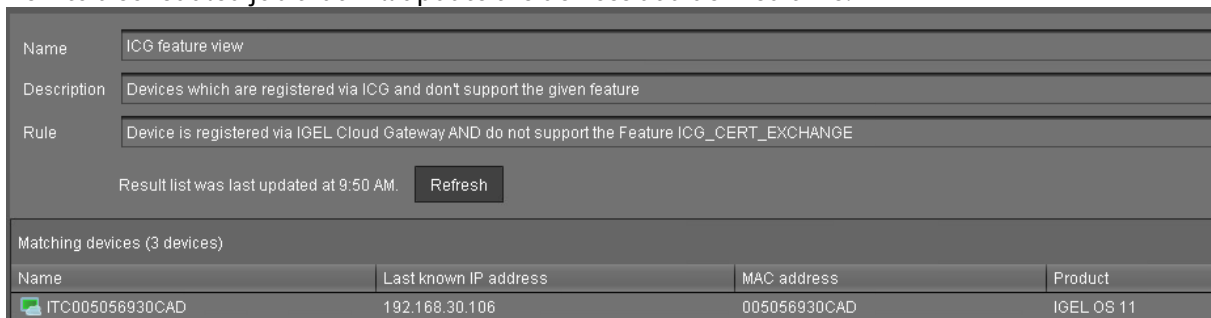 Name ICG feature view
Description Devices which are registered via ICG and don't support the given feature
Rule Device is registered via IGEL Cloud Gateway AND do not support the Feature ICG_CERT_EXCHANGE
Result list was last updated at 9:50 AM. Refresh
Matching devices (3 devices)
Name Last known IP address MAC address Product
ITC005056930CAD 192.168.30.106 005056930CAD IGEL OS 11